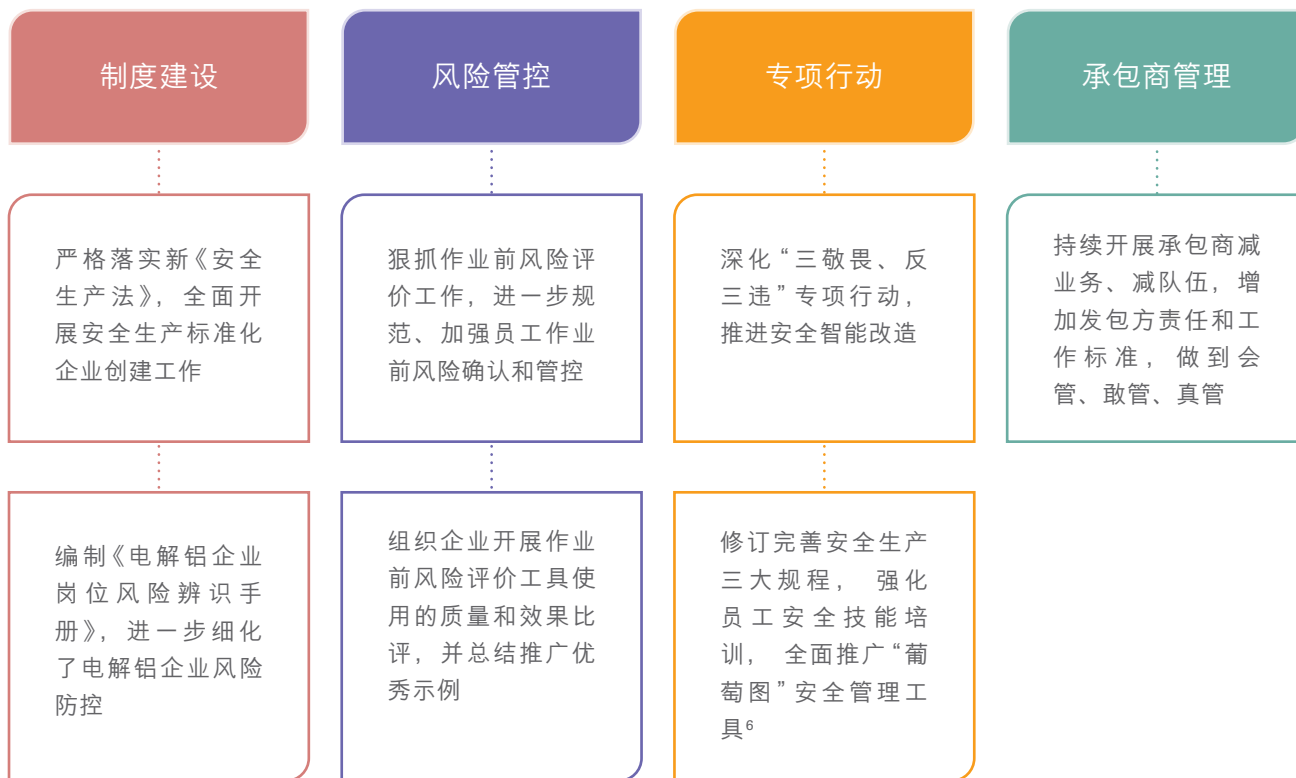 制度建设
严格落实新《安全
生产法》，全面开
展安全生产标准化
企业创建工作
编制《电解铝企业
岗位风险辨识手
册》，进一步细化
了电解铝企业风险
防控
风险管控
狠抓作业前风险评
价工作，进一步规
范、加强员工作业
前风险确认和管控
组织企业开展作业
前风险评价工具使
用的质量和效果比
评，并总结推广优
秀示例
专项行动
深化“三敬畏、反
三违”专项行动，
推进安全智能改造
修订完善安全生产
三大规程，强化
员工安全技能培
训，全面推广“葡
萄图”安全管理工
具⁶
承包商管理
持续开展承包商减
业务、减队伍，增
加发包方责任和工
作标准，做到会
管、敢管、真管